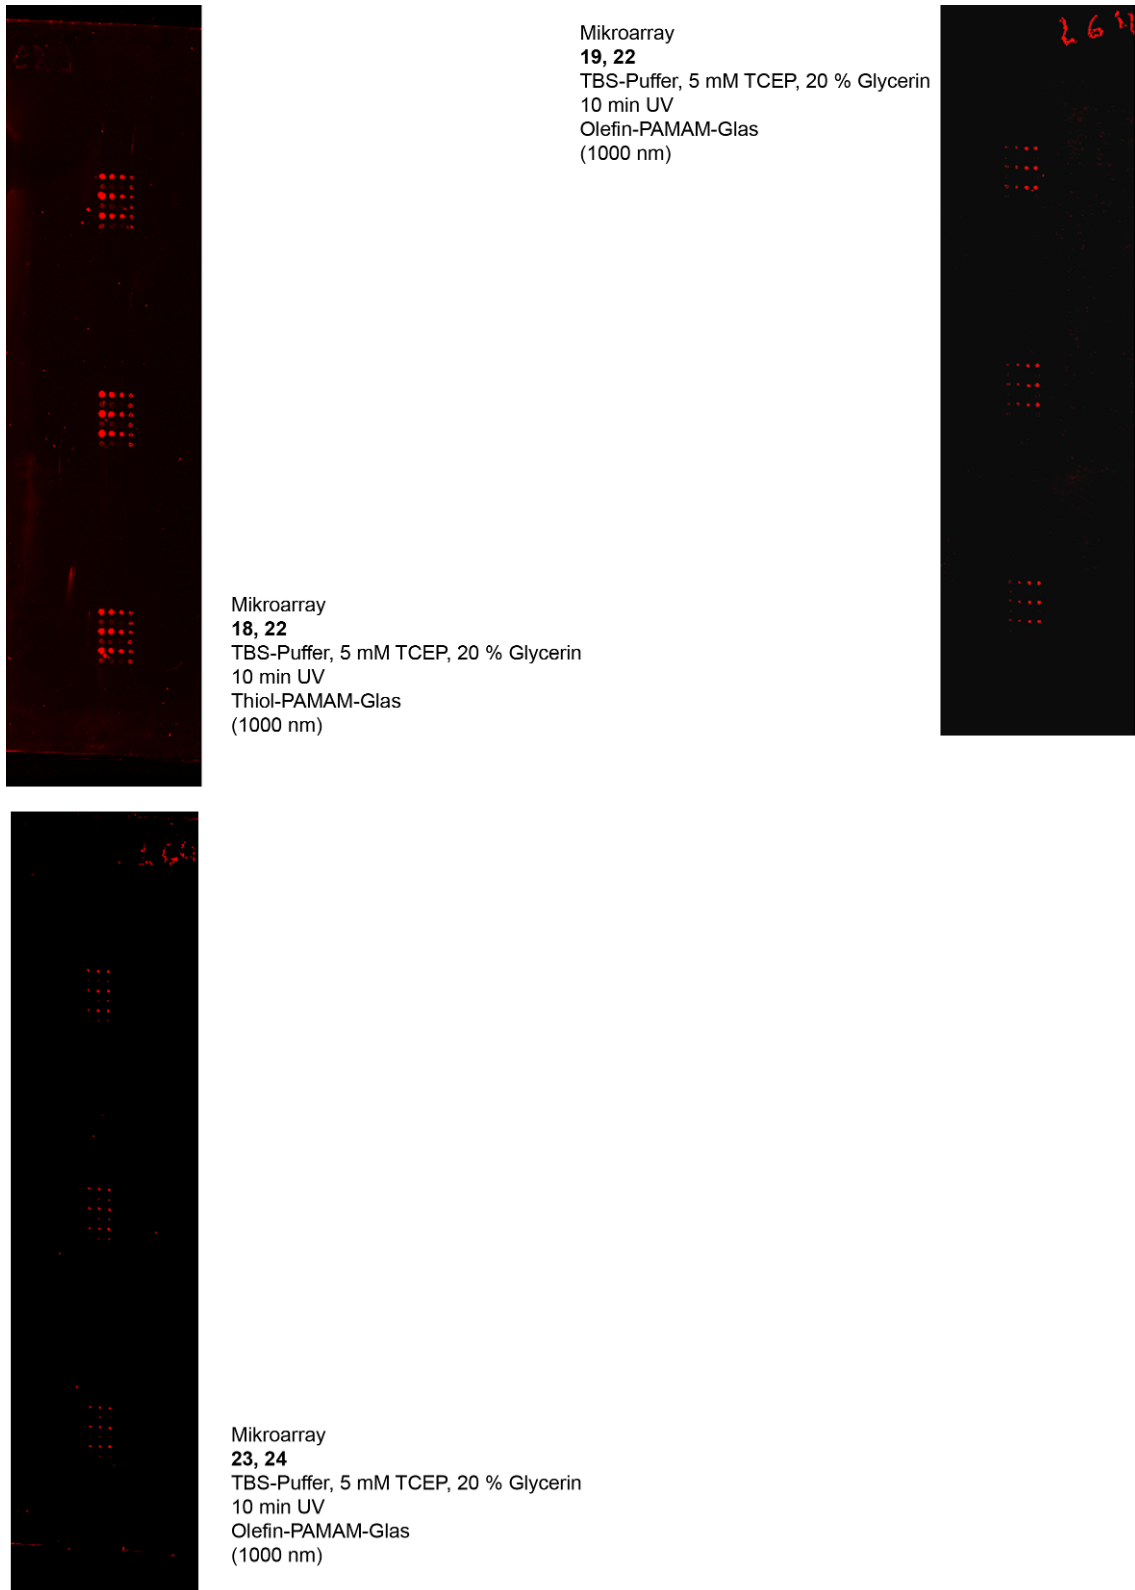 Mikroarray
19, 22
TBS-Puffer, 5 mM TCEP, 20 % Glycerin
10 min UV
Olefin-PAMAM-Glas
(1000 nm)
Mikroarray
18, 22
TBS-Puffer, 5 mM TCEP, 20 % Glycerin
10 min UV
Thiol-PAMAM-Glas
(1000 nm)
Mikroarray
23, 24
TBS-Puffer, 5 mM TCEP, 20 % Glycerin
10 min UV
Olefin-PAMAM-Glas
(1000 nm)